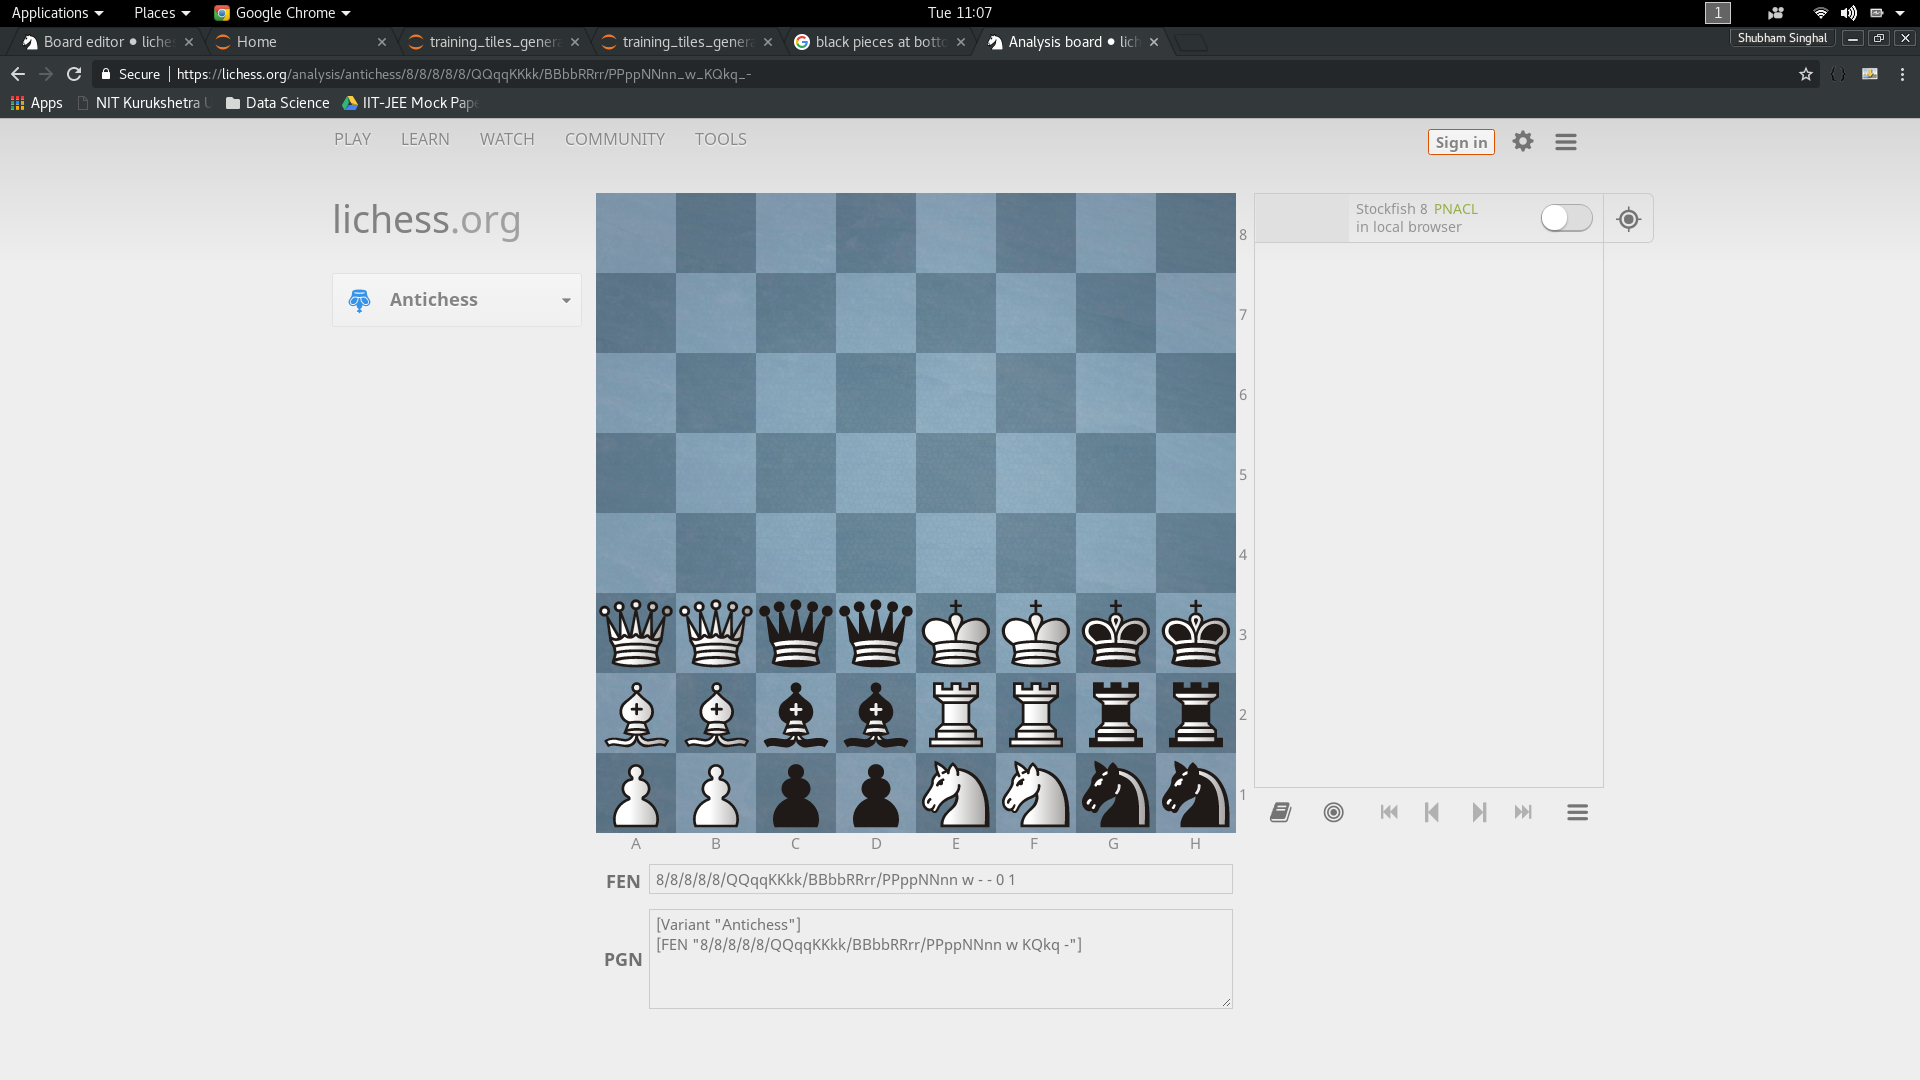 Applications Places Google Chrome Tue 11:07 1
Board editor • liche Home training_tiles_genera training_tiles_genera black pieces at botto Analysis board • lich Shubham Singhal
Secure https://lichess.org/analysis/antichess/8/8/8/8/8/QQqqKKkk/BBbbRRrr/PPppNNnn_w_KQkq_-
Apps NIT Kurukshetra U Data Science IIT-JEE Mock Pape
PLAY LEARN WATCH COMMUNITY TOOLS Sign in
lichess.org
Antichess
Stockfish 8 PNACL
in local browser
8
7
6
5
4
3
2
1
A B C D E F G H
FEN 8/8/8/8/8/QQqqKKkk/BBbbRRrr/PPppNNnn w - - 0 1
PGN [Variant "Antichess"]
[FEN "8/8/8/8/8/QQqqKKkk/BBbbRRrr/PPppNNnn w KQkq -"]